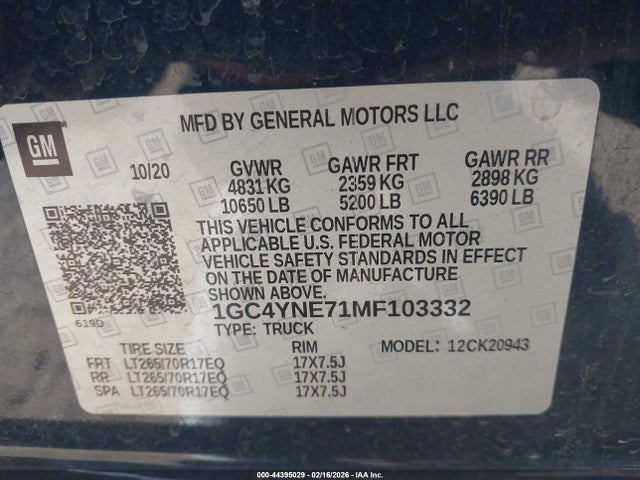 MFD BY GENERAL MOTORS LLC
GM
10/20 GVWR GAWR FRT GAWR RR
4831 KG 2359 KG 2898 KG
10650 LB 5200 LB 6390 LB
THIS VEHICLE CONFORMS TO ALL
APPLICABLE U.S. FEDERAL MOTOR
VEHICLE SAFETY STANDARDS IN EFFECT
ON THE DATE OF MANUFACTURE
SHOWN ABOVE.
1GC4YNE71MF103332
619D
TYPE: TRUCK
TIRE SIZE RIM MODEL: 12CK20943
FRT LT265/70R17EQ 17X7.5J
RR LT265/70R17EQ 17X7.5J
SPA LT265/70R17EQ 17X7.5J
000-44395029 - 02/16/2026 - IAA Inc.